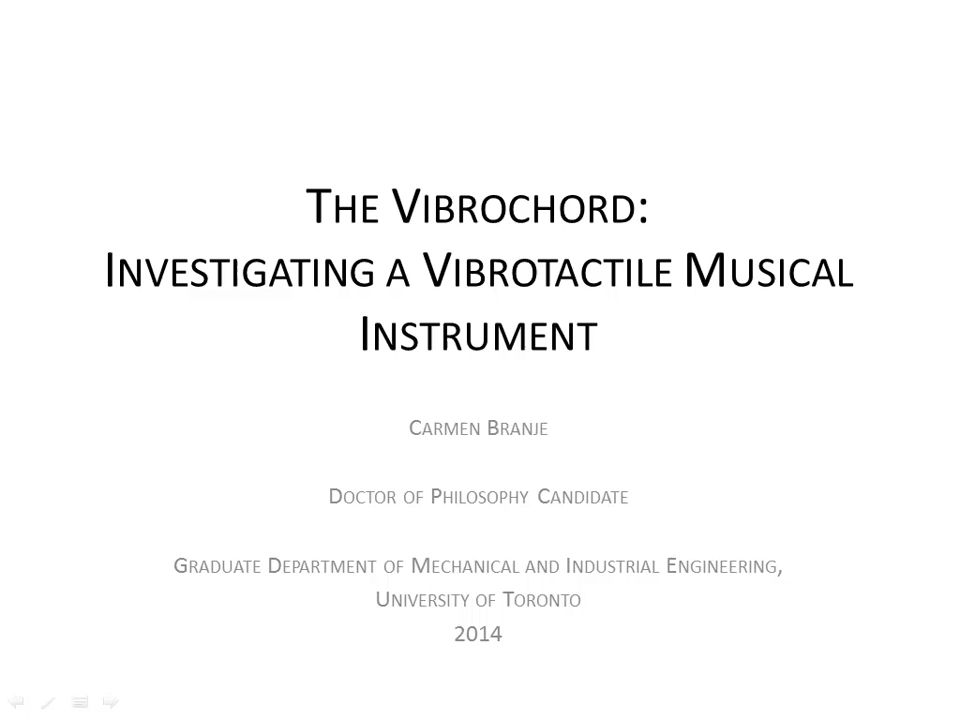 The Vibrochord:
Investigating a Vibrotactile Musical
Instrument
Carmen Branje
Doctor of Philosophy Candidate
Graduate Department of Mechanical and Industrial Engineering,
University of Toronto
2014